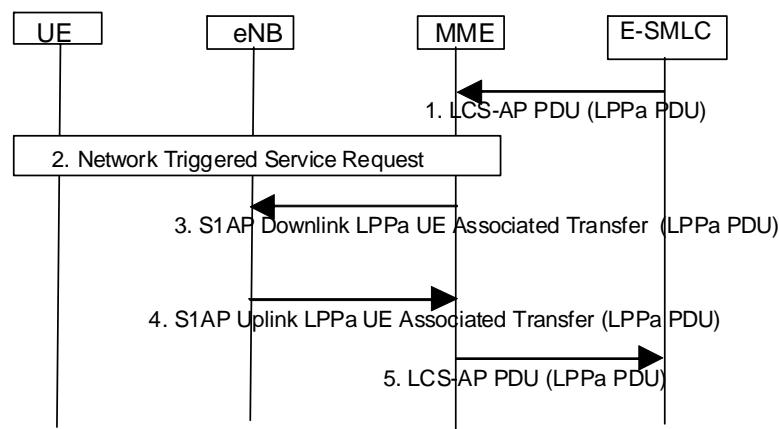 UE
eNB
MME
E-SMLC
1. LCS-AP PDU (LPPa PDU)
2. Network Triggered Service Request
3. S1AP Downlink LPPa UE Associated Transfer (LPPa PDU)
4. S1AP Uplink LPPa UE Associated Transfer (LPPa PDU)
5. LCS-AP PDU (LPPa PDU)